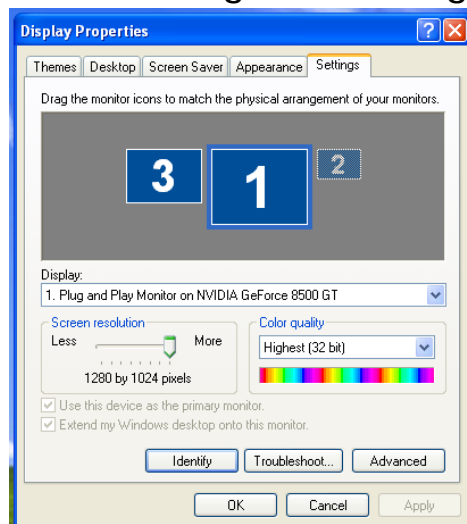 Display Properties
Themes Desktop Screen Saver Appearance Settings
Drag the monitor icons to match the physical arrangement of your monitors.
3 1 2
Display:
1. Plug and Play Monitor on NVIDIA GeForce 8500 GT
Screen resolution Color quality
Less More Highest (32 bit)
1280 by 1024 pixels
Use this device as the primary monitor.
Extend my Windows desktop onto this monitor.
Identify Troubleshoot... Advanced
OK Cancel Apply